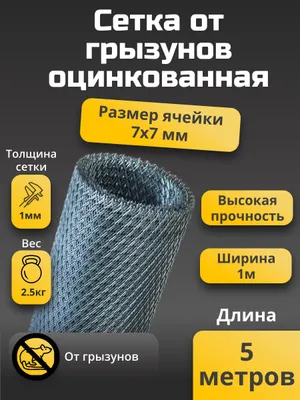 Сетка от
грызунов
оцинкованная
Размер ячейки
7х7 мм
Толщина
сетки
1мм
Высокая
прочность
Вес
2.5кг
Ширина
1м
Длина
5
метров
От грызунов